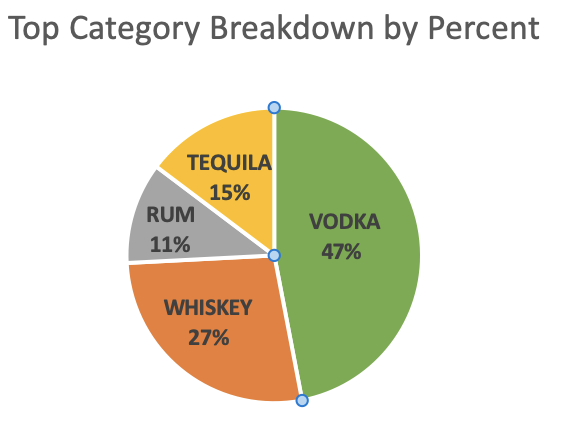 Top Category Breakdown by Percent
TEQUILA
15%
VODKA
47%
RUM
11%
WHISKEY
27%